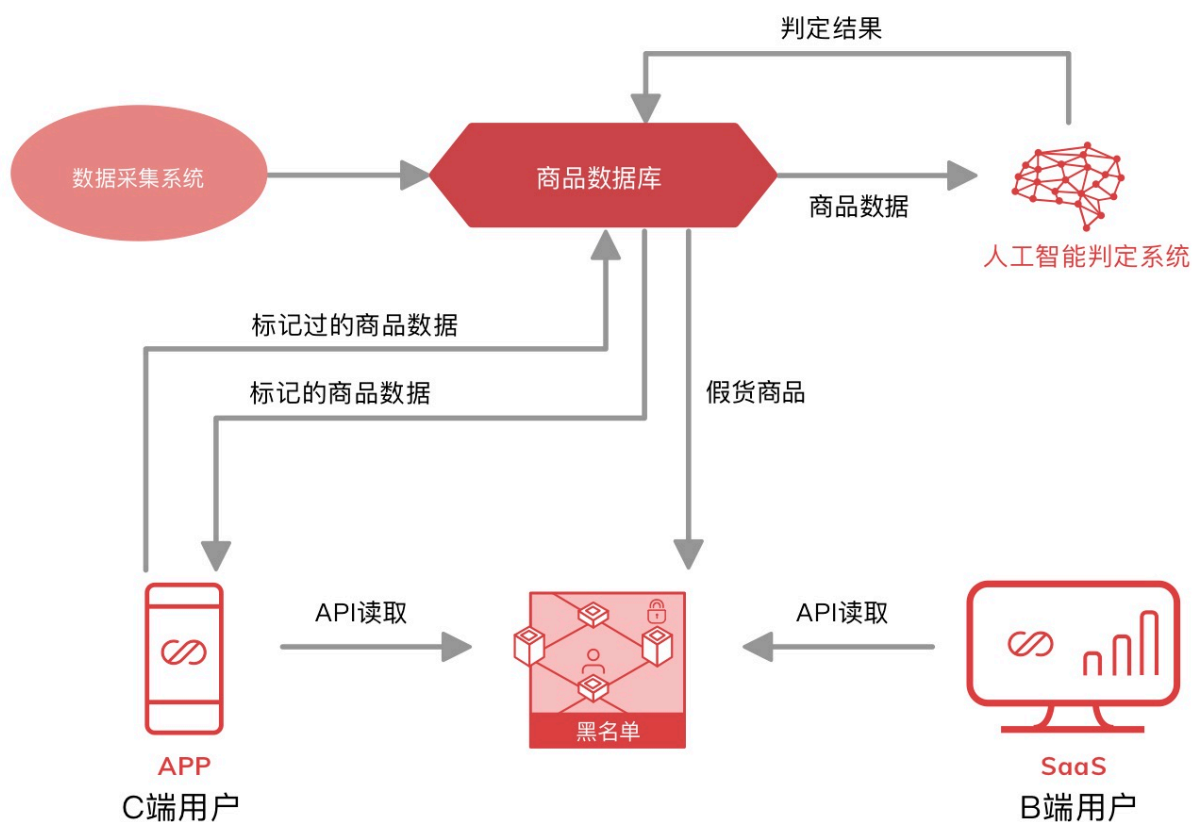 判定结果
数据采集系统
商品数据库
商品数据
人工智能判定系统
标记过的商品数据
标记的商品数据
假货商品
API读取
API读取
黑名单
APP
C端用户
SaaS
B端用户